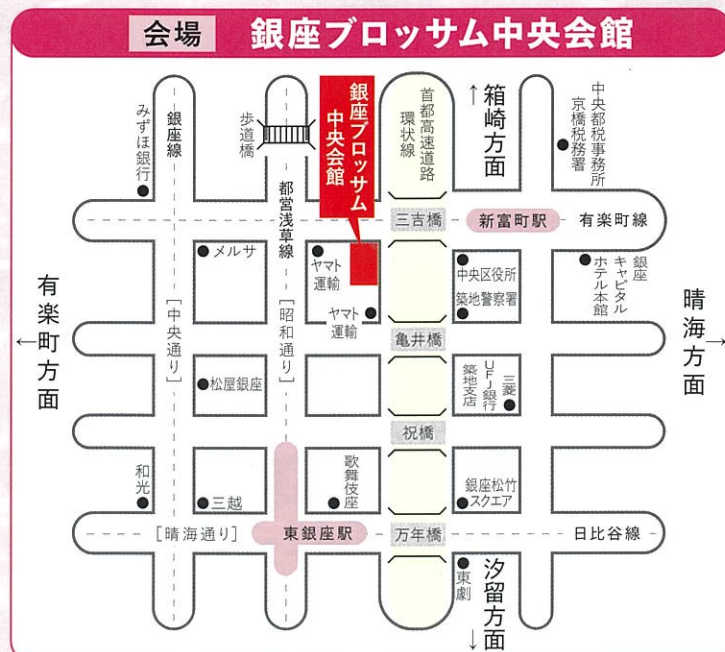 会場
銀座ブロッサム中央会館
みずほ銀行
銀座線
歩道橋
都営浅草線
銀座ブロッサム
中央会館
首都高速道路
環状線
↑箱崎方面
中央都税事務所
京橋税務署
三吉橋
新富町駅
有楽町線
メルサ
ヤマト
運輸
中央区役所
築地警察署
銀座
キャピタル
ホテル本館
←有楽町方面
[中央通り]
[昭和通り]
ヤマト
運輸
亀井橋
晴海方面→
松屋銀座
三菱
UFJ銀行
築地支店
祝橋
和光
三越
歌舞伎座
銀座松竹
スクエア
[晴海通り]
東銀座駅
万年橋
日比谷線
東劇
汐留方面↓